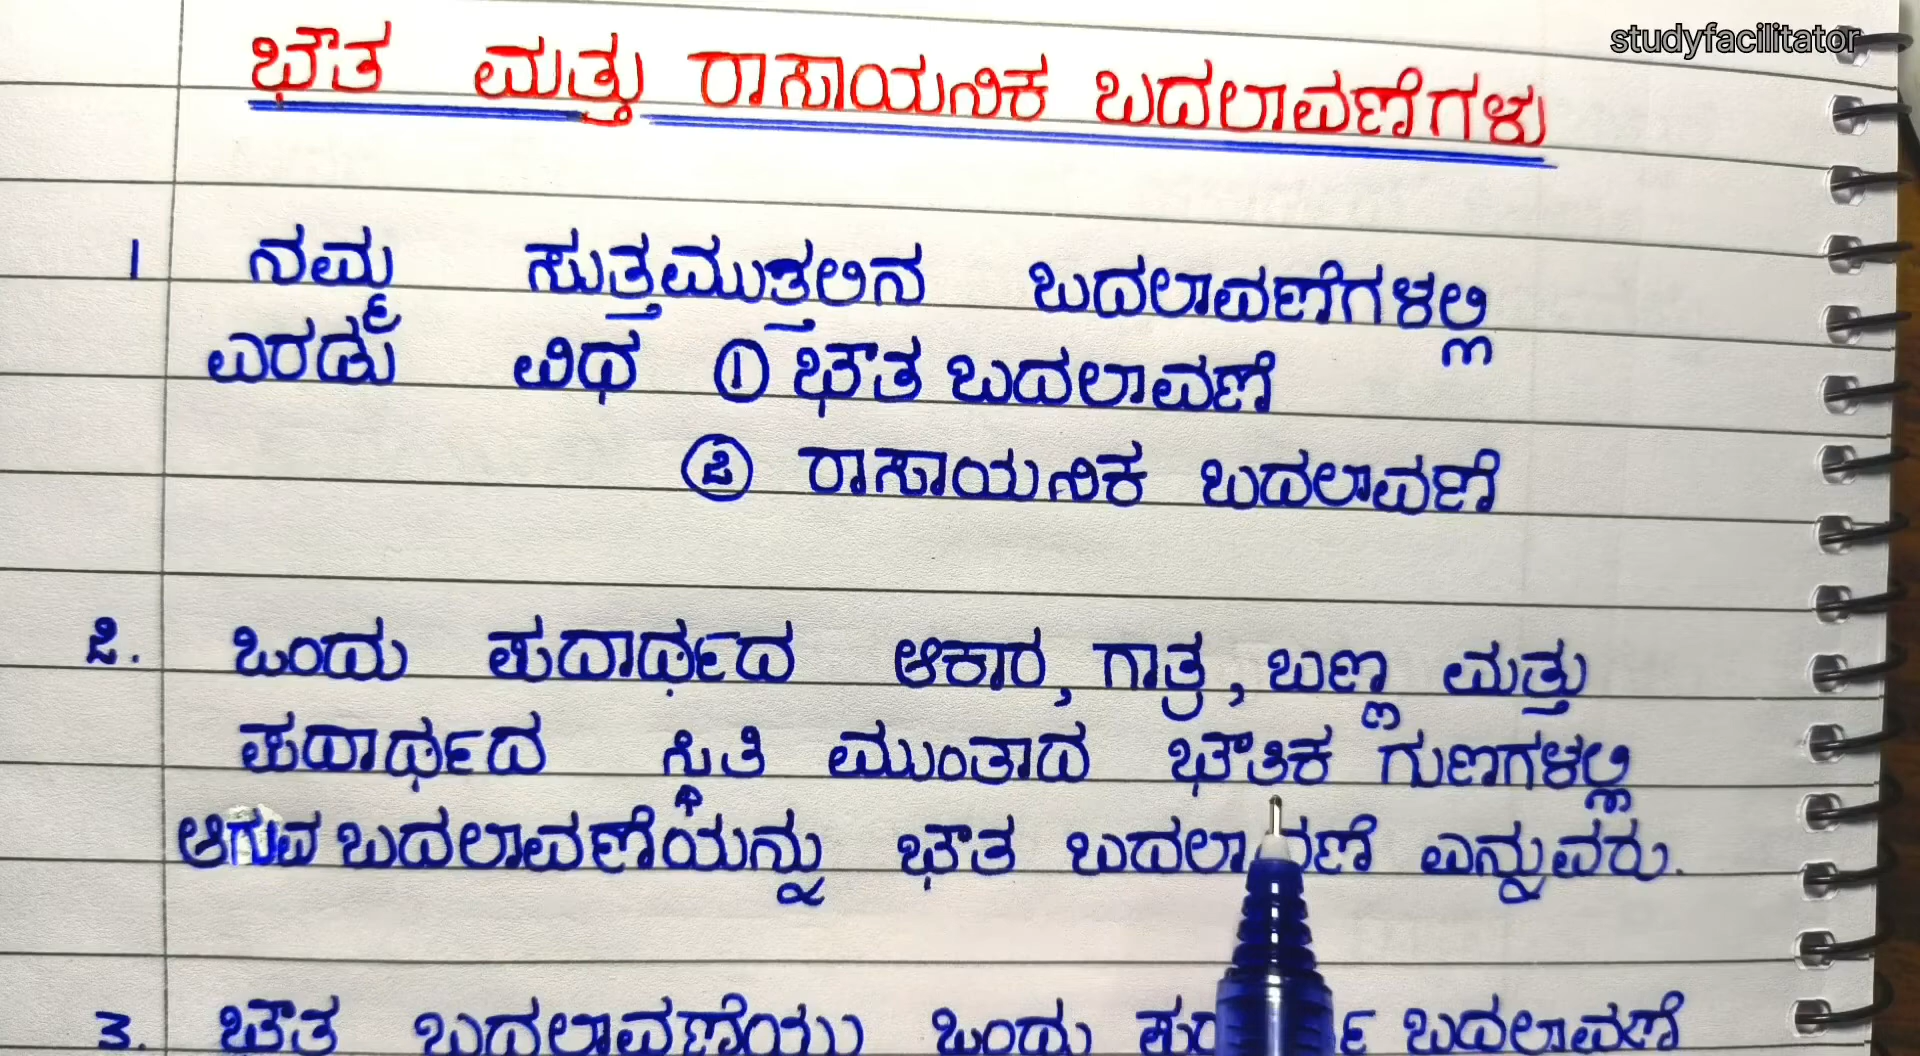 studyfacilitator
ಭೌತ ಮತ್ತು ರಾಸಾಯನಿಕ ಬದಲಾವಣೆಗಳು
1 ನಮ್ಮ ಸುತ್ತಮುತ್ತಲಿನ ಬದಲಾವಣೆಗಳಲ್ಲಿ
ಎರಡು ವಿಧ ① ಭೌತ ಬದಲಾವಣೆ
② ರಾಸಾಯನಿಕ ಬದಲಾವಣೆ
2. ಒಂದು ಪದಾರ್ಥದ ಆಕಾರ, ಗಾತ್ರ, ಬಣ್ಣ ಮತ್ತು
ಪದಾರ್ಥದ ಸ್ಥಿತಿ ಮುಂತಾದ ಭೌತಿಕ ಗುಣಗಳಲ್ಲಿ
ಆಗುವ ಬದಲಾವಣೆಯನ್ನು ಭೌತ ಬದಲಾವಣೆ ಎನ್ನುವರು.
3. ಭೌತ ಬದಲಾವಣೆಯು ಒಂದು ಬದಲಾವಣೆ